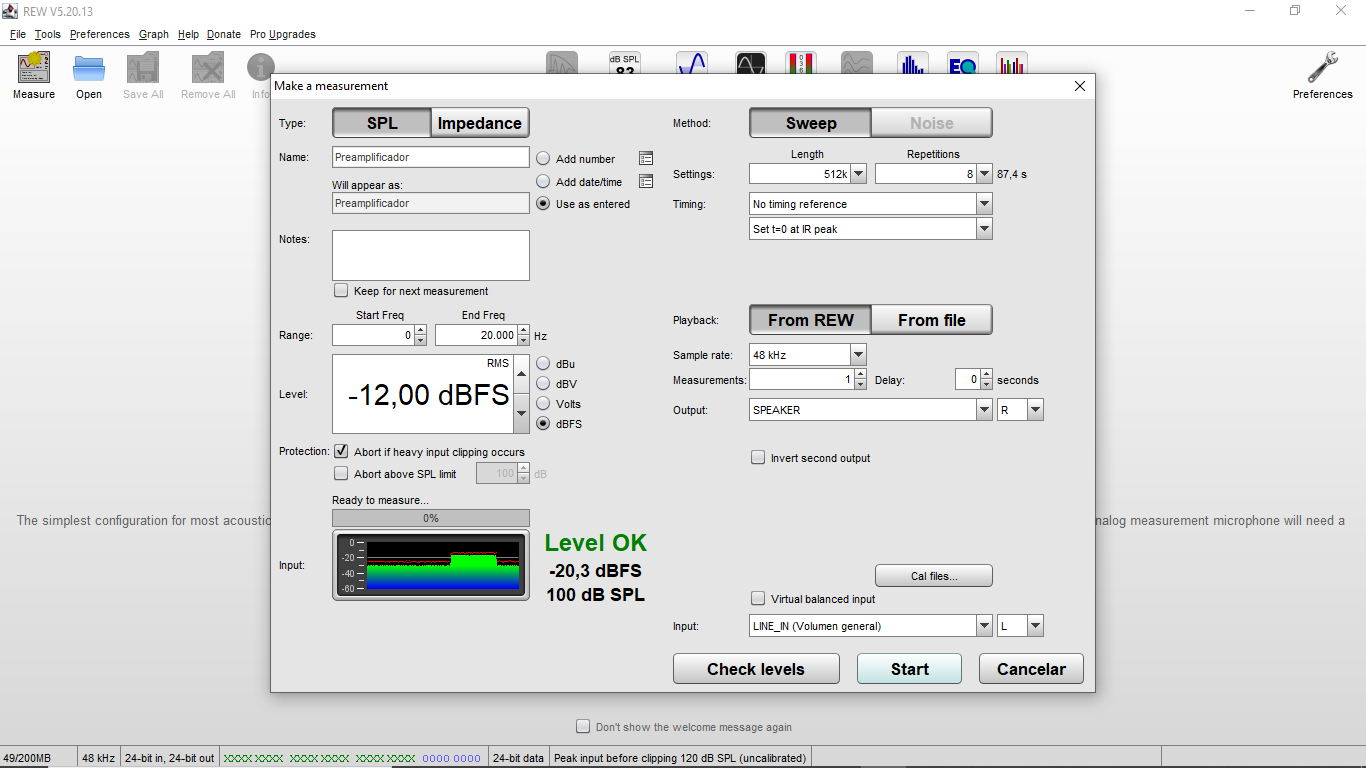 REW V5.20.13
File Tools Preferences Graph Help Donate Pro Upgrades
dB SPL
Measure Open Save All Remove All Info Preferences
EQ
Make a measurement
Type: SPL Impedance
Name: Preamplificador
Add number
Will appear as:
Add date/time
Preamplificador
Use as entered
Notes:
Keep for next measurement
Start Freq End Freq
Range: 0 20.000 Hz
RMS
Level: -12,00 dBFS
dBu
dBV
Volts
dBFS
Protection: Abort if heavy input clipping occurs
Abort above SPL limit 100 dB
Ready to measure...
0%
Input:
0
-20
-40
-60
Level OK
-20,3 dBFS
100 dB SPL
Method: Sweep Noise
Length Repetitions
Settings: 512k 8 87,4 s
Timing: No timing reference
Set t=0 at IR peak
Playback: From REW From file
Sample rate: 48 kHz
Measurements: 1 Delay: 0 seconds
Output: SPEAKER R
Invert second output
Cal files...
Virtual balanced input
Input: LINE_IN (Volumen general) L
Check levels Start Cancelar
The simplest configuration for most acoustic
nalog measurement microphone will need a
Don't show the welcome message again
49/200MB 48 kHz 24-bit in, 24-bit out XXXX XXXX XXXX XXXX 0000 0000 24-bit data Peak input before clipping 120 dB SPL (uncalibrated)